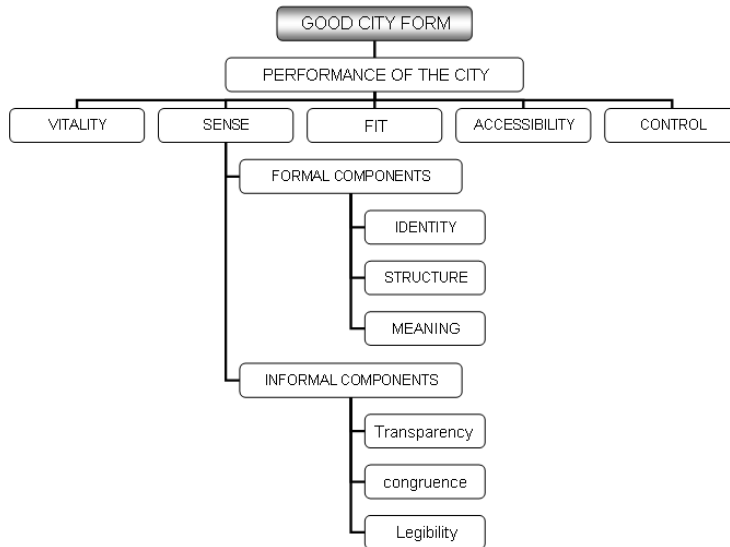 GOOD CITY FORM
PERFORMANCE OF THE CITY
VITALITY
SENSE
FIT
ACCESSIBILITY
CONTROL
FORMAL COMPONENTS
IDENTITY
STRUCTURE
MEANING
INFORMAL COMPONENTS
Transparency
congruence
Legibility